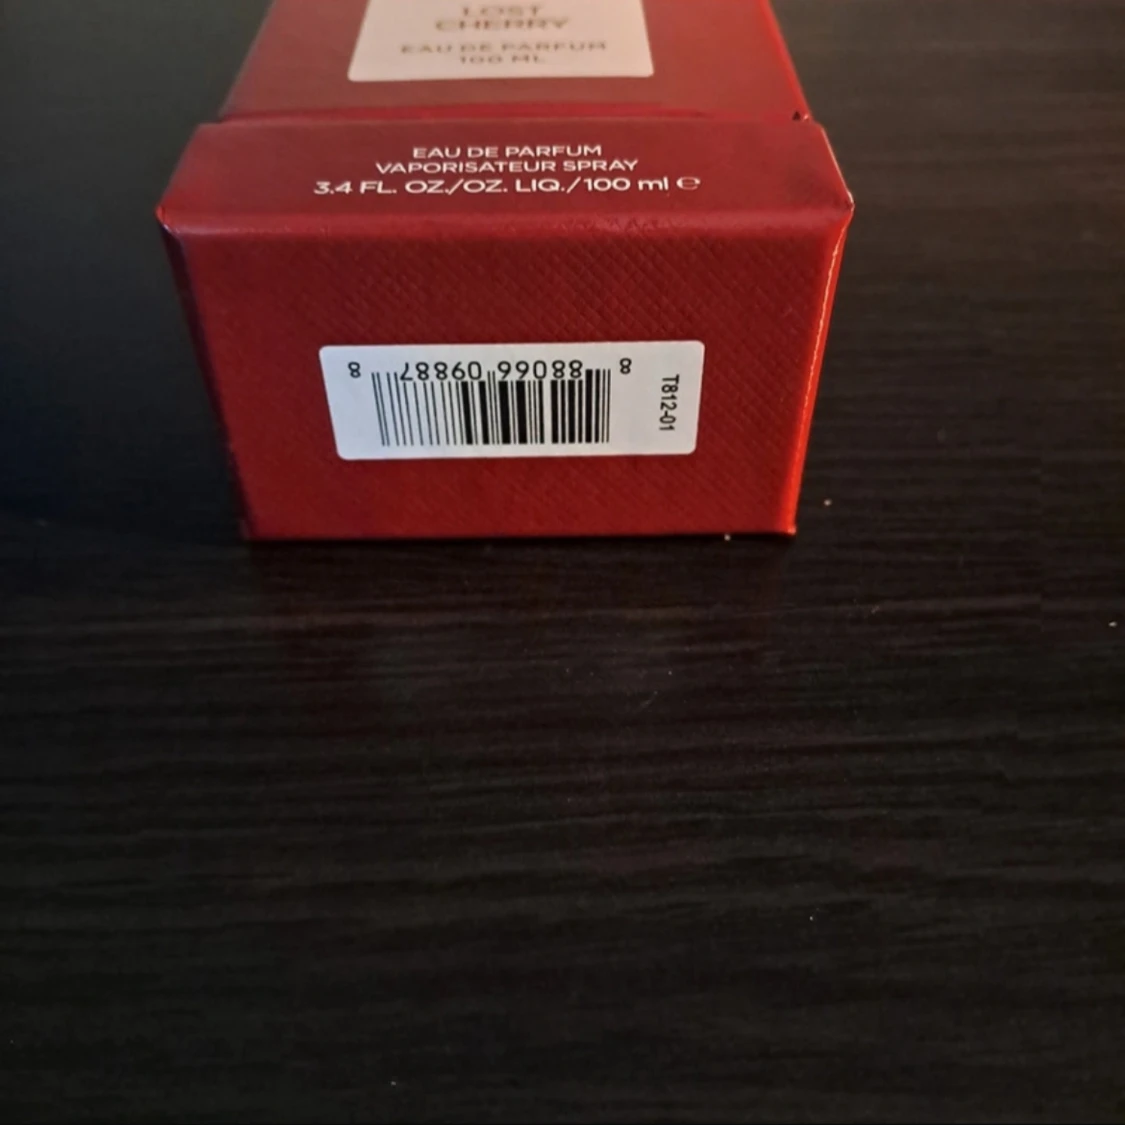 LOST
CHERRY
EAU DE PARFUM
100 ML
EAU DE PARFUM
VAPORISATEUR SPRAY
3.4 FL. OZ./OZ. LIQ./100 ml ℮
8 88066 09887 8
T812-01